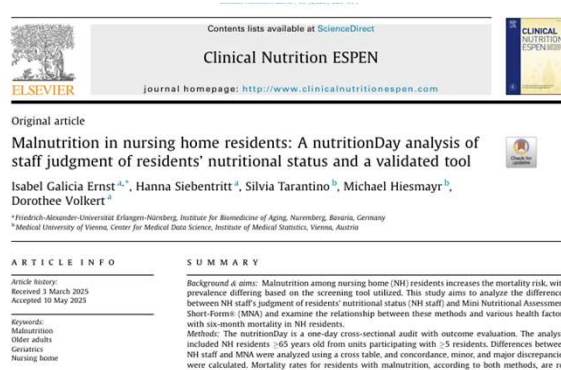 Contents lists available at ScienceDirect
CLINICAL
NUTRITION
ESPEN
Clinical Nutrition ESPEN
ELSEVIER
journal homepage: http://www.clinicalnutritionespen.com
Original article
Malnutrition in nursing home residents: A nutritionDay analysis of
staff judgment of residents' nutritional status and a validated tool
Check for
updates
Isabel Galicia Ernst a,*, Hanna Siebentritt a, Silvia Tarantino b, Michael Hiesmayr b,
Dorothee Volkert a
a Friedrich-Alexander-Universität Erlangen-Nürnberg, Institute for Biomedicine of Aging, Nuremberg, Bavaria, Germany
b Medical University of Vienna, Center for Medical Data Science, Institute of Medical Statistics, Vienna, Austria
ARTICLE INFO
Article history:
Received 3 March 2025
Accepted 10 May 2025
Keywords:
Malnutrition
Older adults
Geriatrics
Nursing home
SUMMARY
Background & aims: Malnutrition among nursing home (NH) residents increases the mortality risk, wit
prevalence differing based on the screening tool utilized. This study aims to analyze the difference
between NH staff's judgment of residents' nutritional status (NH staff) and Mini Nutritional Assessmen
Short-Form® (MNA) and examine the relationship between these methods and various health factor
with six-month mortality in NH residents.
Methods: The nutritionDay is a one-day cross-sectional audit with outcome evaluation. The analys
included NH residents ≥65 years old from units participating with ≥5 residents. Differences betwee
NH staff and MNA were analyzed using a cross table, and concordance, minor, and major discrepancie
were calculated. Mortality rates for residents with malnutrition, according to both methods, are re